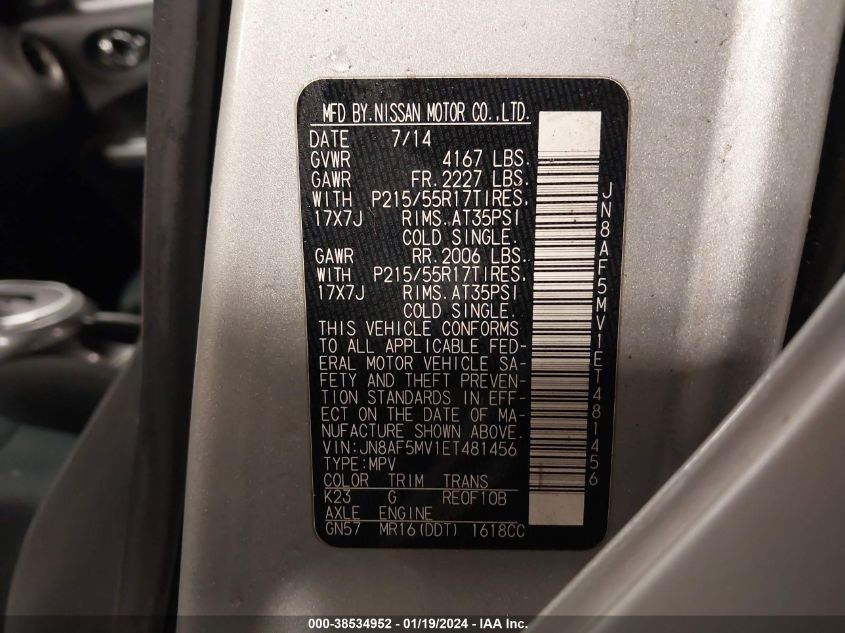 MFD BY.NISSAN MOTOR CO.,LTD.
DATE 7/14
GVWR 4167 LBS.
GAWR FR.2227 LBS.
WITH P215/55R17TIRES.
17X7J RIMS.AT35PSI
COLD SINGLE.
GAWR RR.2006 LBS.
WITH P215/55R17TIRES.
17X7J RIMS.AT35PSI
COLD SINGLE.
THIS VEHICLE CONFORMS
TO ALL APPLICABLE FED-
ERAL MOTOR VEHICLE SA-
FETY AND THEFT PREVEN-
TION STANDARDS IN EFF-
ECT ON THE DATE OF MA-
NUFACTURE SHOWN ABOVE.
VIN:JN8AF5MV1ET481456
TYPE:MPV
COLOR TRIM TRANS
K23 G RE0F10B
AXLE ENGINE
GN57 MR16(DDT) 1618CC
JN8AF5MV1ET481456
000-38534952 - 01/19/2024 - IAA Inc.